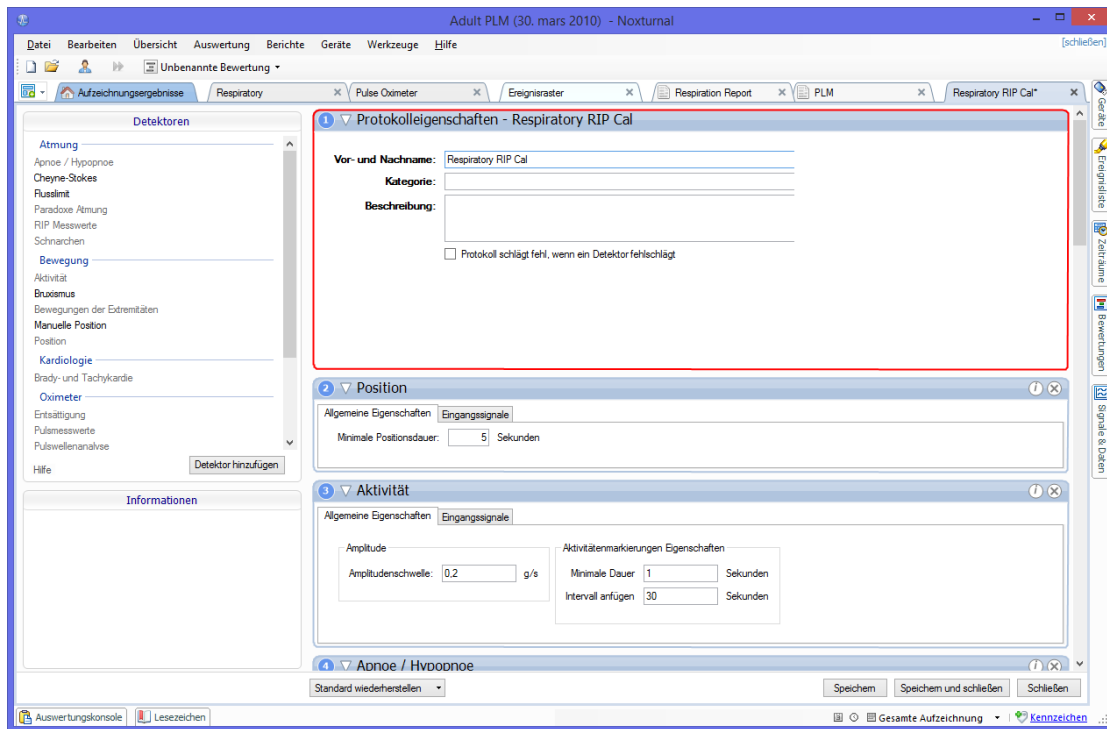 Adult PLM (30. mars 2010) - Noxturnal
Datei Bearbeiten Übersicht Auswertung Berichte Geräte Werkzeuge Hilfe
[schließen]
Unbenannte Bewertung
Aufzeichnungsergebnisse Respiratory Pulse Oximeter Ereignisraster Respiration Report PLM Respiratory RIP Cal*
Detektoren
Atmung
Apnoe / Hypopnoe
Cheyne-Stokes
Flusslimit
Paradoxe Atmung
RIP Messwerte
Schnarchen
Bewegung
Aktivität
Bruxismus
Bewegungen der Extremitäten
Manuelle Position
Position
Kardiologie
Brady- und Tachykardie
Oximeter
Entsättigung
Pulsmesswerte
Pulswellenanalyse
Hilfe
Detektor hinzufügen
Informationen
1 Protokolleigenschaften - Respiratory RIP Cal
Vor- und Nachname: Respiratory RIP Cal
Kategorie:
Beschreibung:
Protokoll schlägt fehl, wenn ein Detektor fehlschlägt
2 Position
Allgemeine Eigenschaften Eingangssignale
Minimale Positionsdauer: 5 Sekunden
3 Aktivität
Allgemeine Eigenschaften Eingangssignale
Amplitude
Amplitudenschwelle: 0,2 g/s
Aktivitätenmarkierungen Eigenschaften
Minimale Dauer 1 Sekunden
Intervall anfügen 30 Sekunden
4 Apnoe / Hypopnoe
Standard wiederherstellen
Speichern Speichern und schließen Schließen
Geräte
Ereignisliste
Zeiträume
Bewertungen
Signale & Daten
Auswertungskonsole Lesezeichen
Gesamte Aufzeichnung Kennzeichen